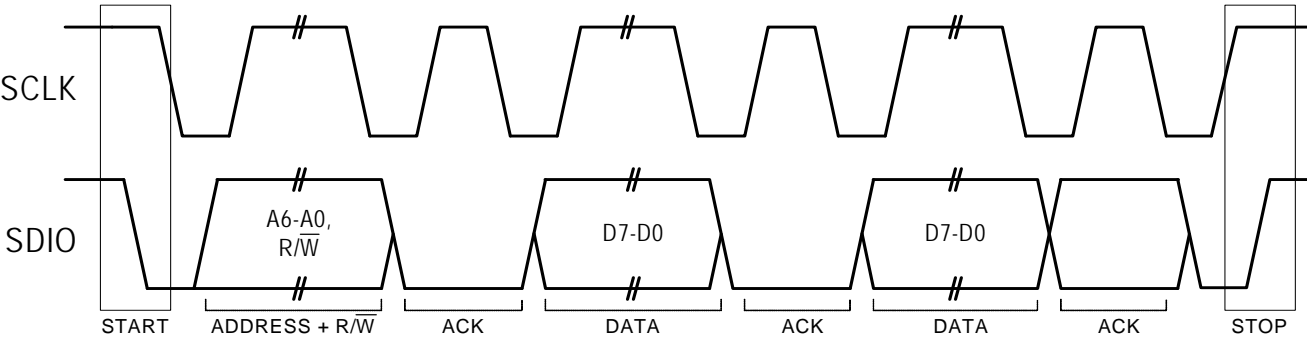 SCLK
SDIO
A6-A0,
R/W̅
D7-D0
D7-D0
START
ADDRESS + R/W̅
ACK
DATA
ACK
DATA
ACK
STOP